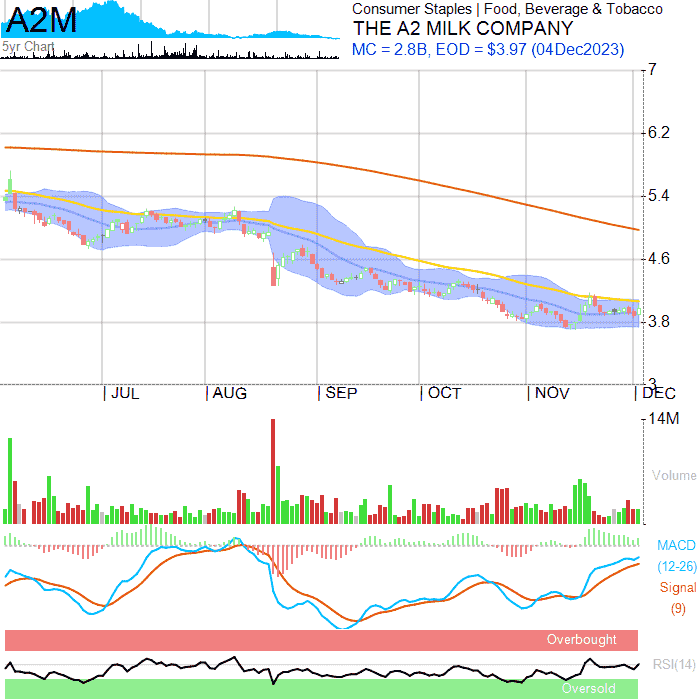 A2M
Consumer Staples | Food, Beverage & Tobacco
THE A2 MILK COMPANY
5yr Chart
MC = 2.8B, EOD = $3.97 (04Dec2023)
7
6.2
5.4
4.6
3.8
3
JUL
AUG
SEP
OCT
NOV
DEC
14M
Volume
MACD
(12-26)
Signal
(9)
Overbought
RSI(14)
Oversold